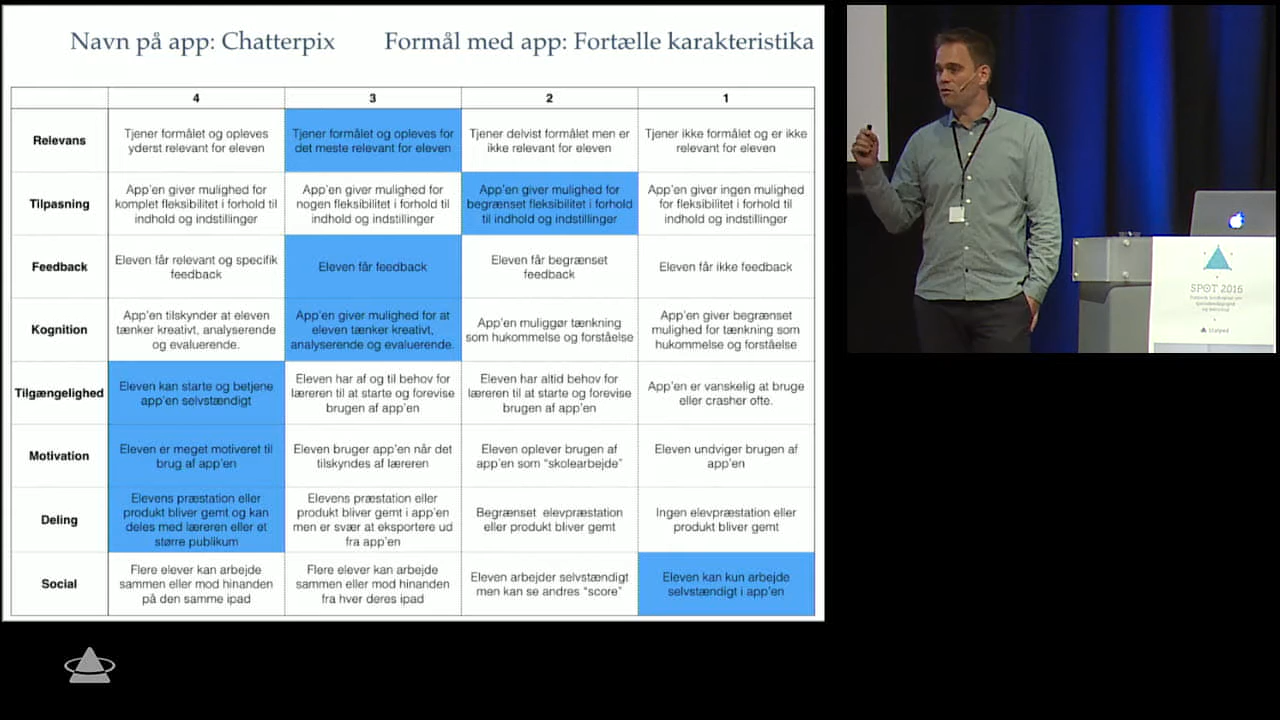 Navn på app: Chatterpix Formål med app: Fortælle karakteristika
4 3 2 1
Relevans
Tjener formålet og opleves
yderst relevant for eleven
Tjener formålet og opleves for
det meste relevant for eleven
Tjener delvist formålet men er
ikke relevant for eleven
Tjener ikke formålet og er ikke
relevant for eleven
Tilpasning
App'en giver mulighed for
komplet fleksibilitet i forhold til
indhold og indstillinger
App'en giver mulighed for
nogen fleksibilitet i forhold til
indhold og indstillinger
App'en giver mulighed for
begrænset fleksibilitet i forhold
til indhold og indstillinger
App'en giver ingen mulighed
for fleksibilitet i forhold til
indhold og indstillinger
Feedback
Eleven får relevant og specifik
feedback
Eleven får feedback
Eleven får begrænset
feedback
Eleven får ikke feedback
Kognition
App'en tilskynder at eleven
tænker kreativt, analyserende
og evaluerende.
App'en giver mulighed for at
eleven tænker kreativt,
analyserende og evaluerende.
App'en muliggør tænkning
som hukommelse og forståelse
App'en giver begrænset
mulighed for tænkning som
hukommelse og forståelse
Tilgængelighed
Eleven kan starte og betjene
app'en selvstændigt
Eleven har af og til behov for
læreren til at starte og forevise
brugen af app'en
Eleven har altid behov for
læreren til at starte og forevise
brugen af app'en
App'en er vanskelig at bruge
eller crasher ofte.
Motivation
Eleven er meget motiveret til
brug af app'en
Eleven bruger app'en når det
tilskyndes af læreren
Eleven oplever brugen af
app'en som "skolearbejde"
Eleven undviger brugen af
app'en
Deling
Elevens præstation eller
produkt bliver gemt og kan
deles med læreren eller et
større publikum
Elevens præstation eller
produkt bliver gemt i app'en
men er svær at eksportere ud
fra app'en
Begrænset elevpræstation
eller produkt bliver gemt
Ingen elevpræstation eller
produkt bliver gemt
Social
Flere elever kan arbejde
sammen eller mod hinanden
på den samme ipad
Flere elever kan arbejde
sammen eller mod hinanden
fra hver deres ipad
Eleven arbejder selvstændigt
men kan se andres "score"
Eleven kan kun arbejde
selvstændigt i app'en
SPOT 2016